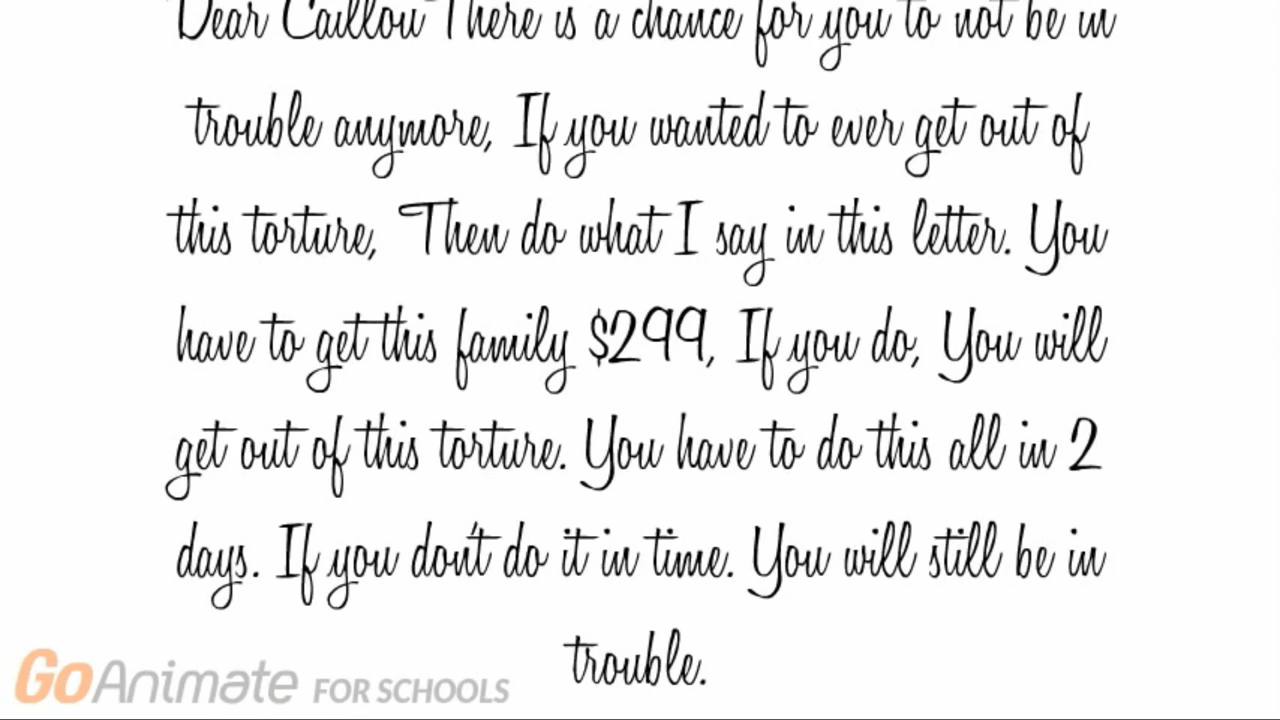 Dear Caillou There is a chance for you to not be in
trouble anymore, If you wanted to ever get out of
this torture, Then do what I say in this letter. You
have to get this family $299, If you do, You will
get out of this torture. You have to do this all in 2
days. If you don't do it in time. You will still be in
trouble.
GoAnimate FOR SCHOOLS